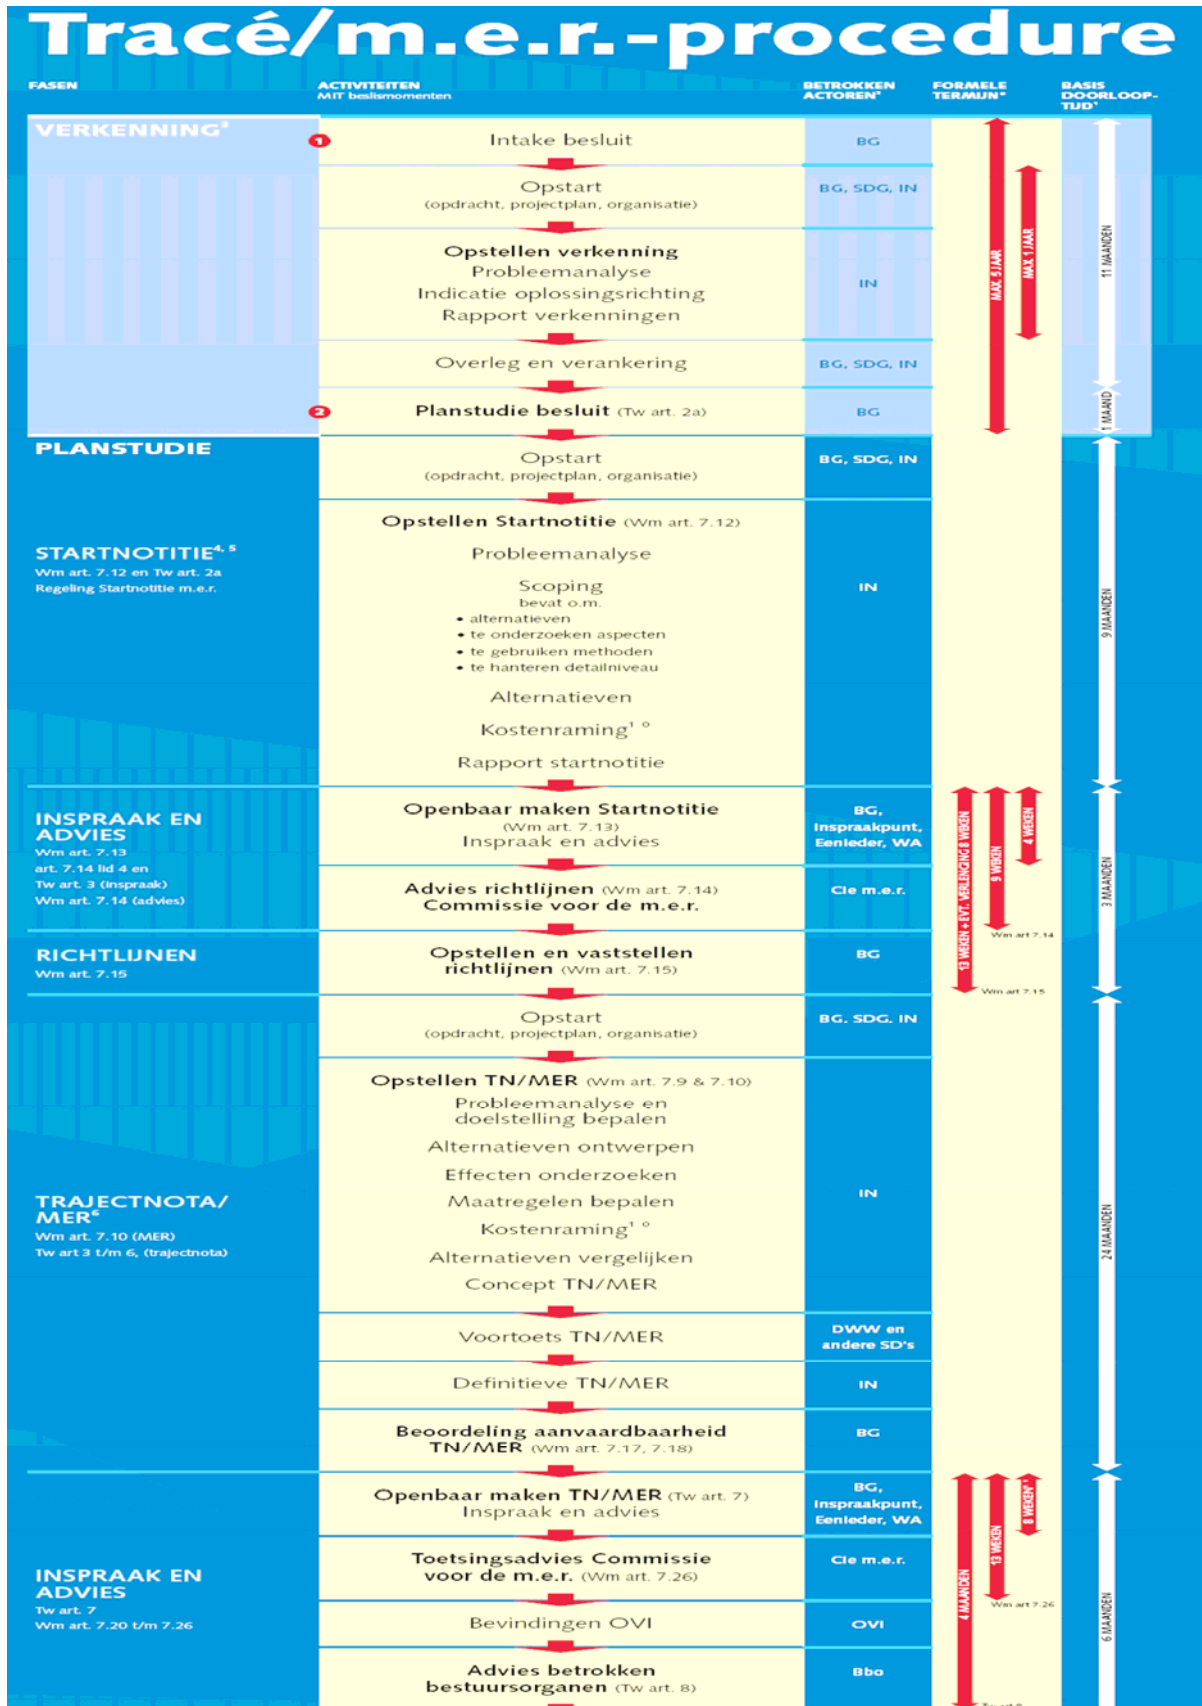 Tracé/m.e.r.-procedure
FASEN
ACTIVITEITEN
MIT beslismomenten
BETROKKEN
ACTOREN²
FORMELE
TERMIJN⁶
BASIS
DOORLOOP-
TIJD¹
VERKENNING³
1
Intake besluit
BG
Opstart
(opdracht, projectplan, organisatie)
BG, SDG, IN
Opstellen verkenning
Probleemanalyse
Indicatie oplossingsrichting
Rapport verkenningen
IN
Overleg en verankering
BG, SDG, IN
2
Planstudie besluit (Tw art. 2a)
BG
MAX. 5 JAAR
MAX. 1 JAAR
11 MAANDEN
1 MAAND
PLANSTUDIE
Opstart
(opdracht, projectplan, organisatie)
BG, SDG, IN
STARTNOTITIE⁴, ⁵
Wm art. 7.12 en Tw art. 2a
Regeling Startnotitie m.e.r.
Opstellen Startnotitie (Wm art. 7.12)
Probleemanalyse
Scoping
bevat o.m.
• alternatieven
• te onderzoeken aspecten
• te gebruiken methoden
• te hanteren detailniveau
Alternatieven
Kostenraming¹ ⁰
Rapport startnotitie
IN
9 MAANDEN
INSPRAAK EN
ADVIES
Wm art. 7.13
art. 7.14 lid 4 en
Tw art. 3 (inspraak)
Wm art. 7.14 (advies)
Openbaar maken Startnotitie
(Wm art. 7.13)
Inspraak en advies
BG,
Inspraakpunt,
Eenieder, WA
Advies richtlijnen (Wm art. 7.14)
Commissie voor de m.e.r.
Cie m.e.r.
13 WEKEN + EVT. VERLENGING 8 WEKEN
9 WEKEN
4 WEKEN
Wm art 7.14
3 MAANDEN
RICHTLIJNEN
Wm art. 7.15
Opstellen en vaststellen
richtlijnen (Wm art. 7.15)
BG
Wm art 7.15
Opstart
(opdracht, projectplan, organisatie)
BG. SDG. IN
TRAJECTNOTA/
MER⁶
Wm art. 7.10 (MER)
Tw art 3 t/m 6, (trajectnota)
Opstellen TN/MER (Wm art. 7.9 & 7.10)
Probleemanalyse en
doelstelling bepalen
Alternatieven ontwerpen
Effecten onderzoeken
Maatregelen bepalen
Kostenraming¹ ⁰
Alternatieven vergelijken
Concept TN/MER
IN
24 MAANDEN
Voortoets TN/MER
DWW en
andere SD's
Definitieve TN/MER
IN
Beoordeling aanvaardbaarheid
TN/MER (Wm art. 7.17, 7.18)
BG
INSPRAAK EN
ADVIES
Tw art. 7
Wm art. 7.20 t/m 7.26
Openbaar maken TN/MER (Tw art. 7)
Inspraak en advies
BG,
Inspraakpunt,
Eenieder, WA
Toetsingsadvies Commissie
voor de m.e.r. (Wm art. 7.26)
Cie m.e.r.
4 MAANDEN
13 WEKEN
8 WEKEN
Wm art 7.26
6 MAANDEN
Bevindingen OVI
OVI
Advies betrokken
bestuursorganen (Tw art. 8)
Bbo